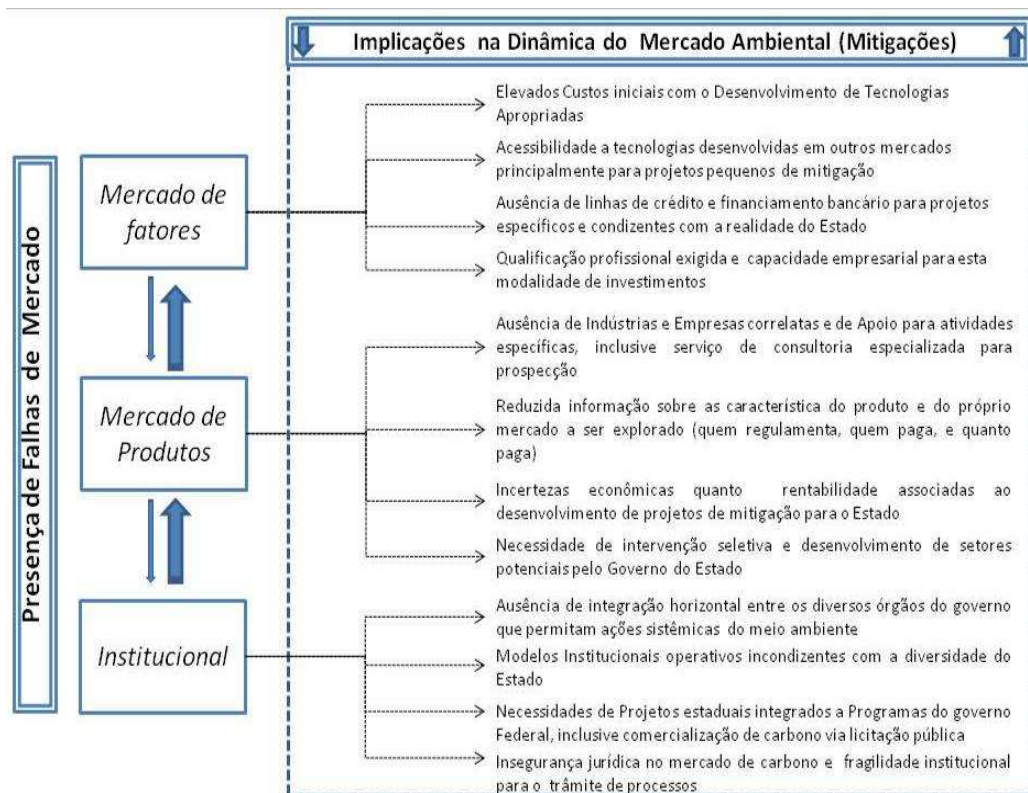 Implicações na Dinâmica do Mercado Ambiental (Mitigações)
Presença de Falhas de Mercado
Mercado de
fatores
Elevados Custos iniciais com o Desenvolvimento de Tecnologias
Apropriadas
Acessibilidade a tecnologias desenvolvidas em outros mercados
principalmente para projetos pequenos de mitigação
Ausência de linhas de crédito e financiamento bancário para projetos
específicos e condizentes com a realidade do Estado
Qualificação profissional exigida e capacidade empresarial para esta
modalidade de investimentos
Mercado de
Produtos
Ausência de Indústrias e Empresas correlatas e de Apoio para atividades
específicas, inclusive serviço de consultoria especializada para
prospecção
Reduzida informação sobre as característica do produto e do próprio
mercado a ser explorado (quem regulamenta, quem paga, e quanto
paga)
Incertezas econômicas quanto rentabilidade associadas ao
desenvolvimento de projetos de mitigação para o Estado
Necessidade de intervenção seletiva e desenvolvimento de setores
potenciais pelo Governo do Estado
Institucional
Ausência de integração horizontal entre os diversos órgãos do governo
que permitam ações sistêmicas do meio ambiente
Modelos Institucionais operativos incondizentes com a diversidade do
Estado
Necessidades de Projetos estaduais integrados a Programas do governo
Federal, inclusive comercialização de carbono via licitação pública
Insegurança jurídica no mercado de carbono e fragilidade institucional
para o trâmite de processos